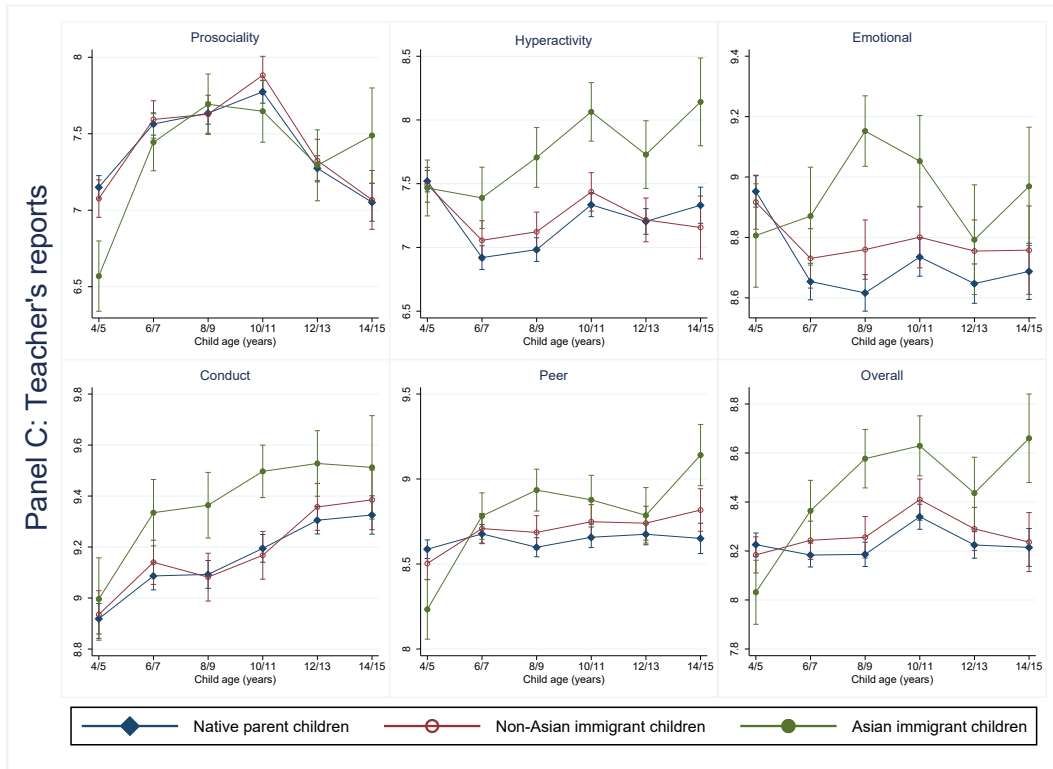 Panel C: Teacher's reports
Prosociality
8
7.5
7
6.5
4/5 6/7 8/9 10/11 12/13 14/15
Child age (years)
Hyperactivity
8.5
8
7.5
7
6.5
4/5 6/7 8/9 10/11 12/13 14/15
Child age (years)
Emotional
9.4
9.2
9
8.8
8.6
4/5 6/7 8/9 10/11 12/13 14/15
Child age (years)
Conduct
9.8
9.6
9.4
9.2
9
8.8
4/5 6/7 8/9 10/11 12/13 14/15
Child age (years)
Peer
9.5
9
8.5
8
4/5 6/7 8/9 10/11 12/13 14/15
Child age (years)
Overall
8.8
8.6
8.4
8.2
8
7.8
4/5 6/7 8/9 10/11 12/13 14/15
Child age (years)
Native parent children Non-Asian immigrant children Asian immigrant children